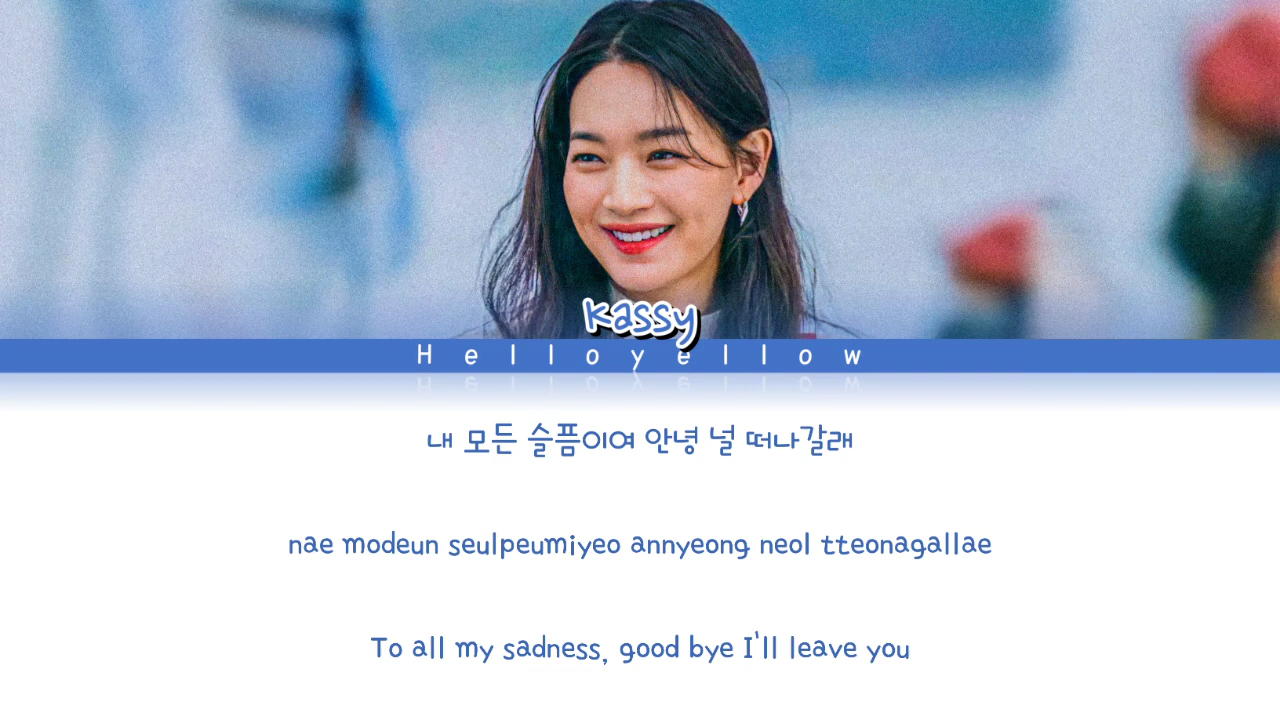 Kassy
Helloyellow
내 모든 슬픔이여 안녕 널 떠나갈래
nae modeun seulpeumiyeo annyeong neol tteonagallae
To all my sadness, good bye I'll leave you